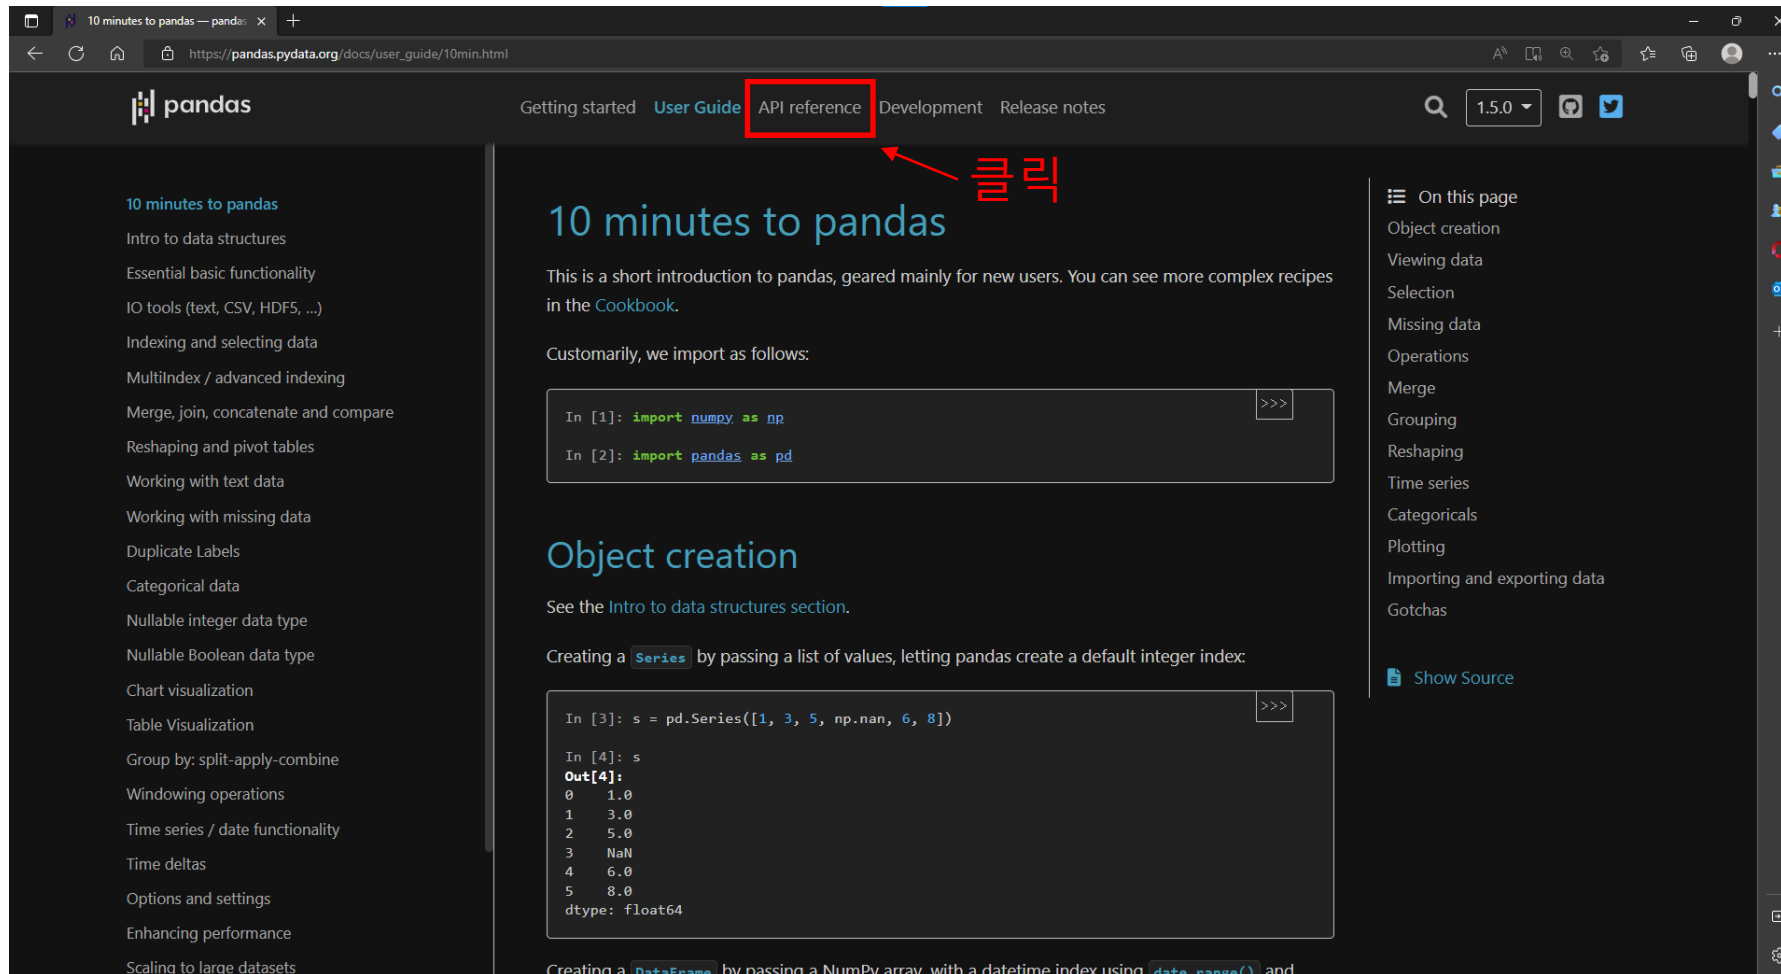 10 minutes to pandas — pandas
https://pandas.pydata.org/docs/user_guide/10min.html
pandas
Getting started User Guide API reference Development Release notes
1.5.0
클릭
10 minutes to pandas
Intro to data structures
Essential basic functionality
IO tools (text, CSV, HDF5, ...)
Indexing and selecting data
MultiIndex / advanced indexing
Merge, join, concatenate and compare
Reshaping and pivot tables
Working with text data
Working with missing data
Duplicate Labels
Categorical data
Nullable integer data type
Nullable Boolean data type
Chart visualization
Table Visualization
Group by: split-apply-combine
Windowing operations
Time series / date functionality
Time deltas
Options and settings
Enhancing performance
Scaling to large datasets
10 minutes to pandas
This is a short introduction to pandas, geared mainly for new users. You can see more complex recipes
in the Cookbook.
Customarily, we import as follows:
>>>
In [1]: import numpy as np
In [2]: import pandas as pd
Object creation
See the Intro to data structures section.
Creating a Series by passing a list of values, letting pandas create a default integer index:
>>>
In [3]: s = pd.Series([1, 3, 5, np.nan, 6, 8])
In [4]: s
Out[4]:
0    1.0
1    3.0
2    5.0
3    NaN
4    6.0
5    8.0
dtype: float64
Creating a DataFrame by passing a NumPy array, with a datetime index using date_range() and
On this page
Object creation
Viewing data
Selection
Missing data
Operations
Merge
Grouping
Reshaping
Time series
Categoricals
Plotting
Importing and exporting data
Gotchas
Show Source